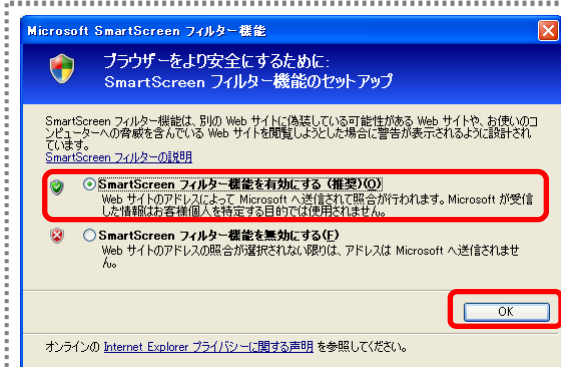 Microsoft SmartScreen フィルター機能
ブラウザーをより安全にするために:
SmartScreen フィルター機能のセットアップ
SmartScreen フィルター機能は、別の Web サイトに偽装している可能性がある Web サイトや、お使いのコ
ンピューターへの脅威を含んでいる Web サイトを閲覧しようとした場合に警告が表示されるように設計され
ています。
SmartScreen フィルターの説明
SmartScreen フィルター機能を有効にする (推奨)(O)
Web サイトのアドレスによって Microsoft へ送信されて照合が行われます。Microsoft が受信
した情報はお客様個人を特定する目的では使用されません。
SmartScreen フィルター機能を無効にする(F)
Web サイトのアドレスの照合が選択されない限りは、アドレスは Microsoft へ送信されませ
ん。
OK
オンラインの Internet Explorer プライバシーに関する声明 を参照してください。